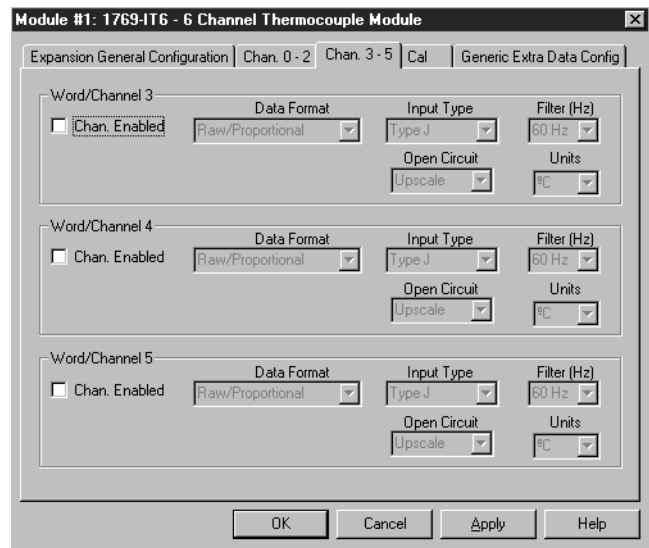 Module #1: 1769-IT6 - 6 Channel Thermocouple Module
Expansion General Configuration Chan. 0 - 2 Chan. 3 - 5 Cal Generic Extra Data Config
Word/Channel 3
Data Format Input Type Filter (Hz)
Chan. Enabled Raw/Proportional Type J 60 Hz
Open Circuit Units
Upscale ºC
Word/Channel 4
Data Format Input Type Filter (Hz)
Chan. Enabled Raw/Proportional Type J 60 Hz
Open Circuit Units
Upscale ºC
Word/Channel 5
Data Format Input Type Filter (Hz)
Chan. Enabled Raw/Proportional Type J 60 Hz
Open Circuit Units
Upscale ºC
OK Cancel Apply Help